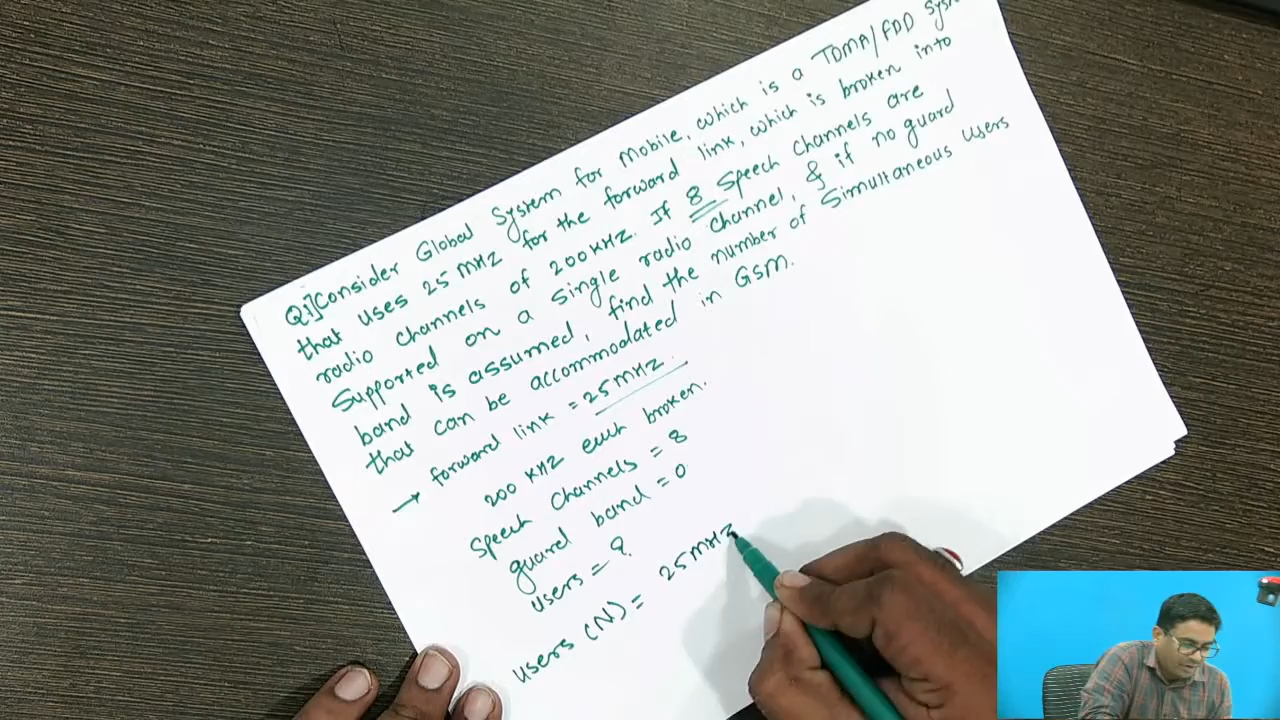 Q1] Consider Global System for Mobile, which is a TDMA/FDD Syst
that uses 25 MHz for the forward link, which is broken into
radio channels of 200 KHZ. If 8 Speech channels are
Supported on a single radio channel, & if no guard
band is assumed, find the number of Simultaneous users
that can be accommodated in GSM.
→ forward link = 25 MHZ.
200 KHZ each broken.
Speech Channels = 8
guard band = 0
users = ?
users (N) = 25 MHZ